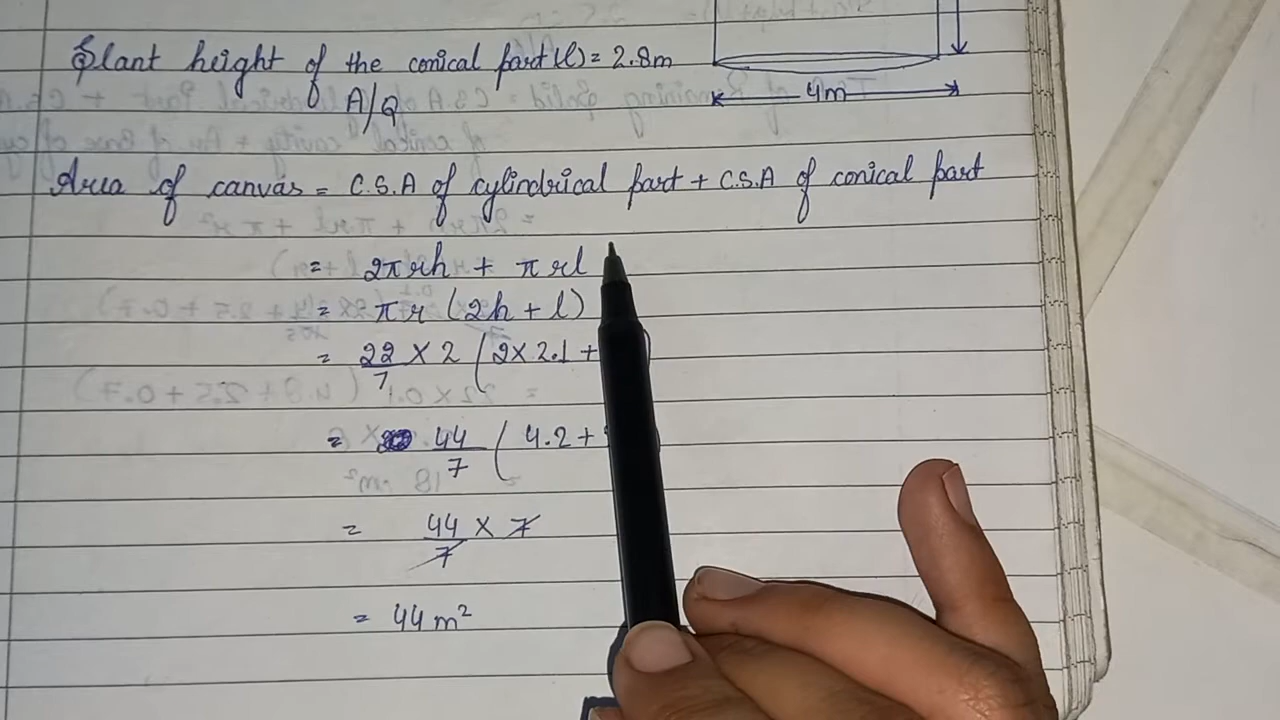 Slant height of the conical part (l) = 2.8m
4m
A/Q
Area of canvas = C.S.A of cylindrical part + C.S.A of conical part
= 2πrh + πrl
= πr (2h + l)
= 22/7 × 2 (2 × 2.1 +
= 44/7 ( 4.2 +
= 44/7 × 7
= 44 m²